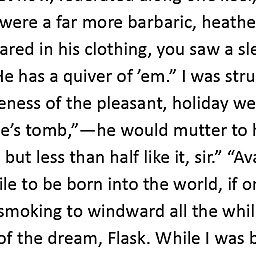 were a far more barbaric, heathe
ared in his clothing, you saw a sle
He has a quiver of ’em.” I was stru
eness of the pleasant, holiday we
e’s tomb,”—he would mutter to h
but less than half like it, sir.” “Ava
ile to be born into the world, if or
smoking to windward all the whil
of the dream, Flask. While I was b